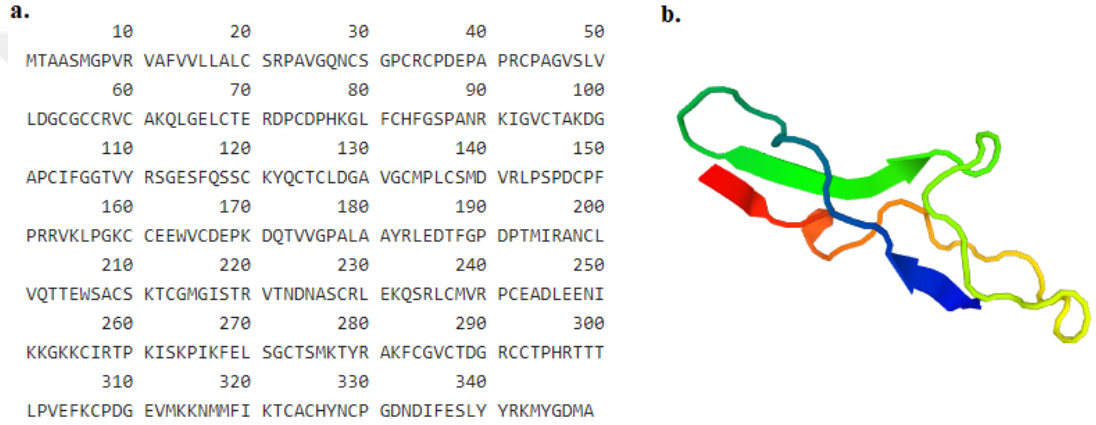 a.
b.
10 20 30 40 50
MTAASMGPVR VAFVVLLALC SRPAVGQNCS GPCRCPDEPA PRCPAGVSLV
60 70 80 90 100
LDGCGCCRVC AKQLGELCTE RDPCDPHKGL FCHFGSPANR KIGVCTAKDG
110 120 130 140 150
APCIFGGTVY RSGESFQSSC KYQCTCLDGA VGCMPLCSMD VRLPSPDCPF
160 170 180 190 200
PRRVKLPGKC CEEWVCDEPK DQTVVGPALA AYRLEDTFGP DPTMIRANCL
210 220 230 240 250
VQTTEWSACS KTCGMGISTR VTNDNASCRL EKQSRLCMVR PCEADLEENI
260 270 280 290 300
KKGKKCIRTP KISKPIKFEL SGCTSMKTYR AKFCGVCTDG RCCTPHRTTT
310 320 330 340
LPVEFKCPDG EVMKKNMMFI KTCACHYNCP GDNDIFESLY YRKMYGDMA